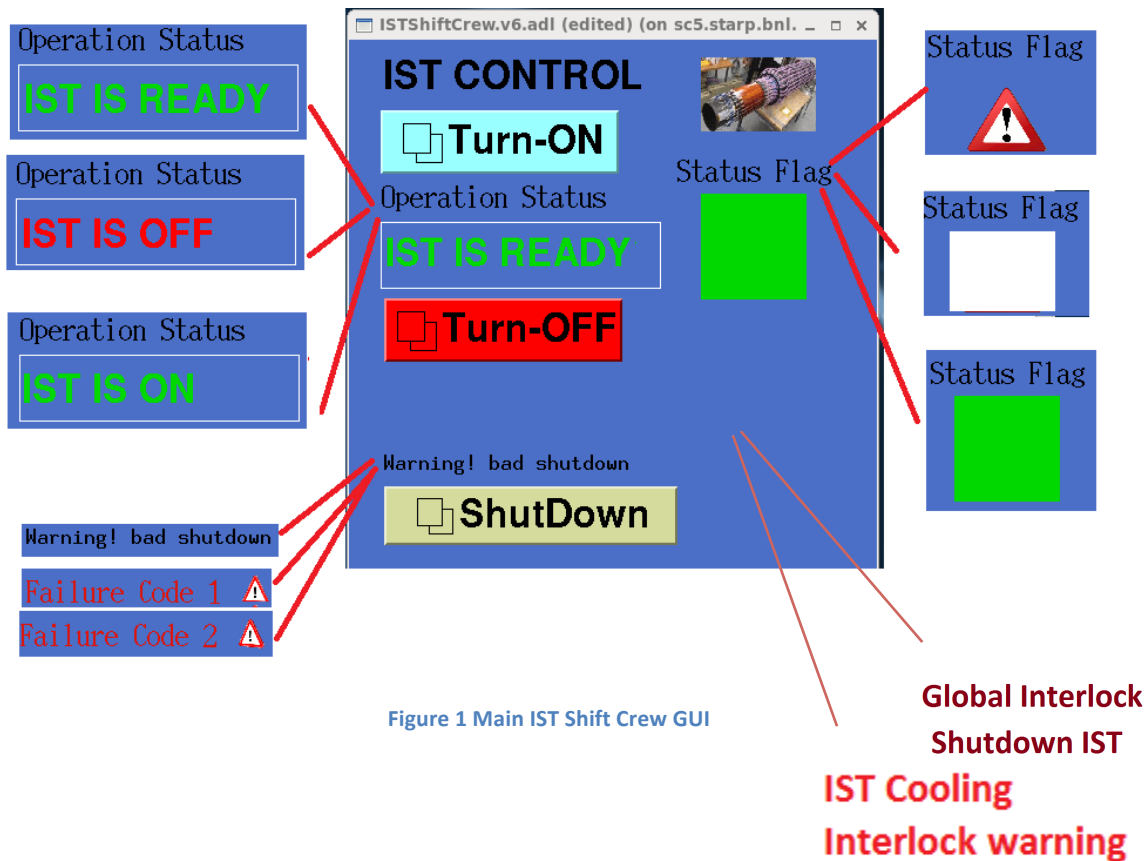 Operation Status
IST IS READY
Operation Status
IST IS OFF
Operation Status
IST IS ON
Warning! bad shutdown
Failure Code 1
Failure Code 2
ISTShiftCrew.v6.adl (edited) (on sc5.starp.bnl.
IST CONTROL
Turn-ON
Status Flag
Operation Status
IST IS READY
Turn-OFF
Warning! bad shutdown
ShutDown
Status Flag
Status Flag
Status Flag
Figure 1 Main IST Shift Crew GUI
Global Interlock
Shutdown IST
IST Cooling
Interlock warning